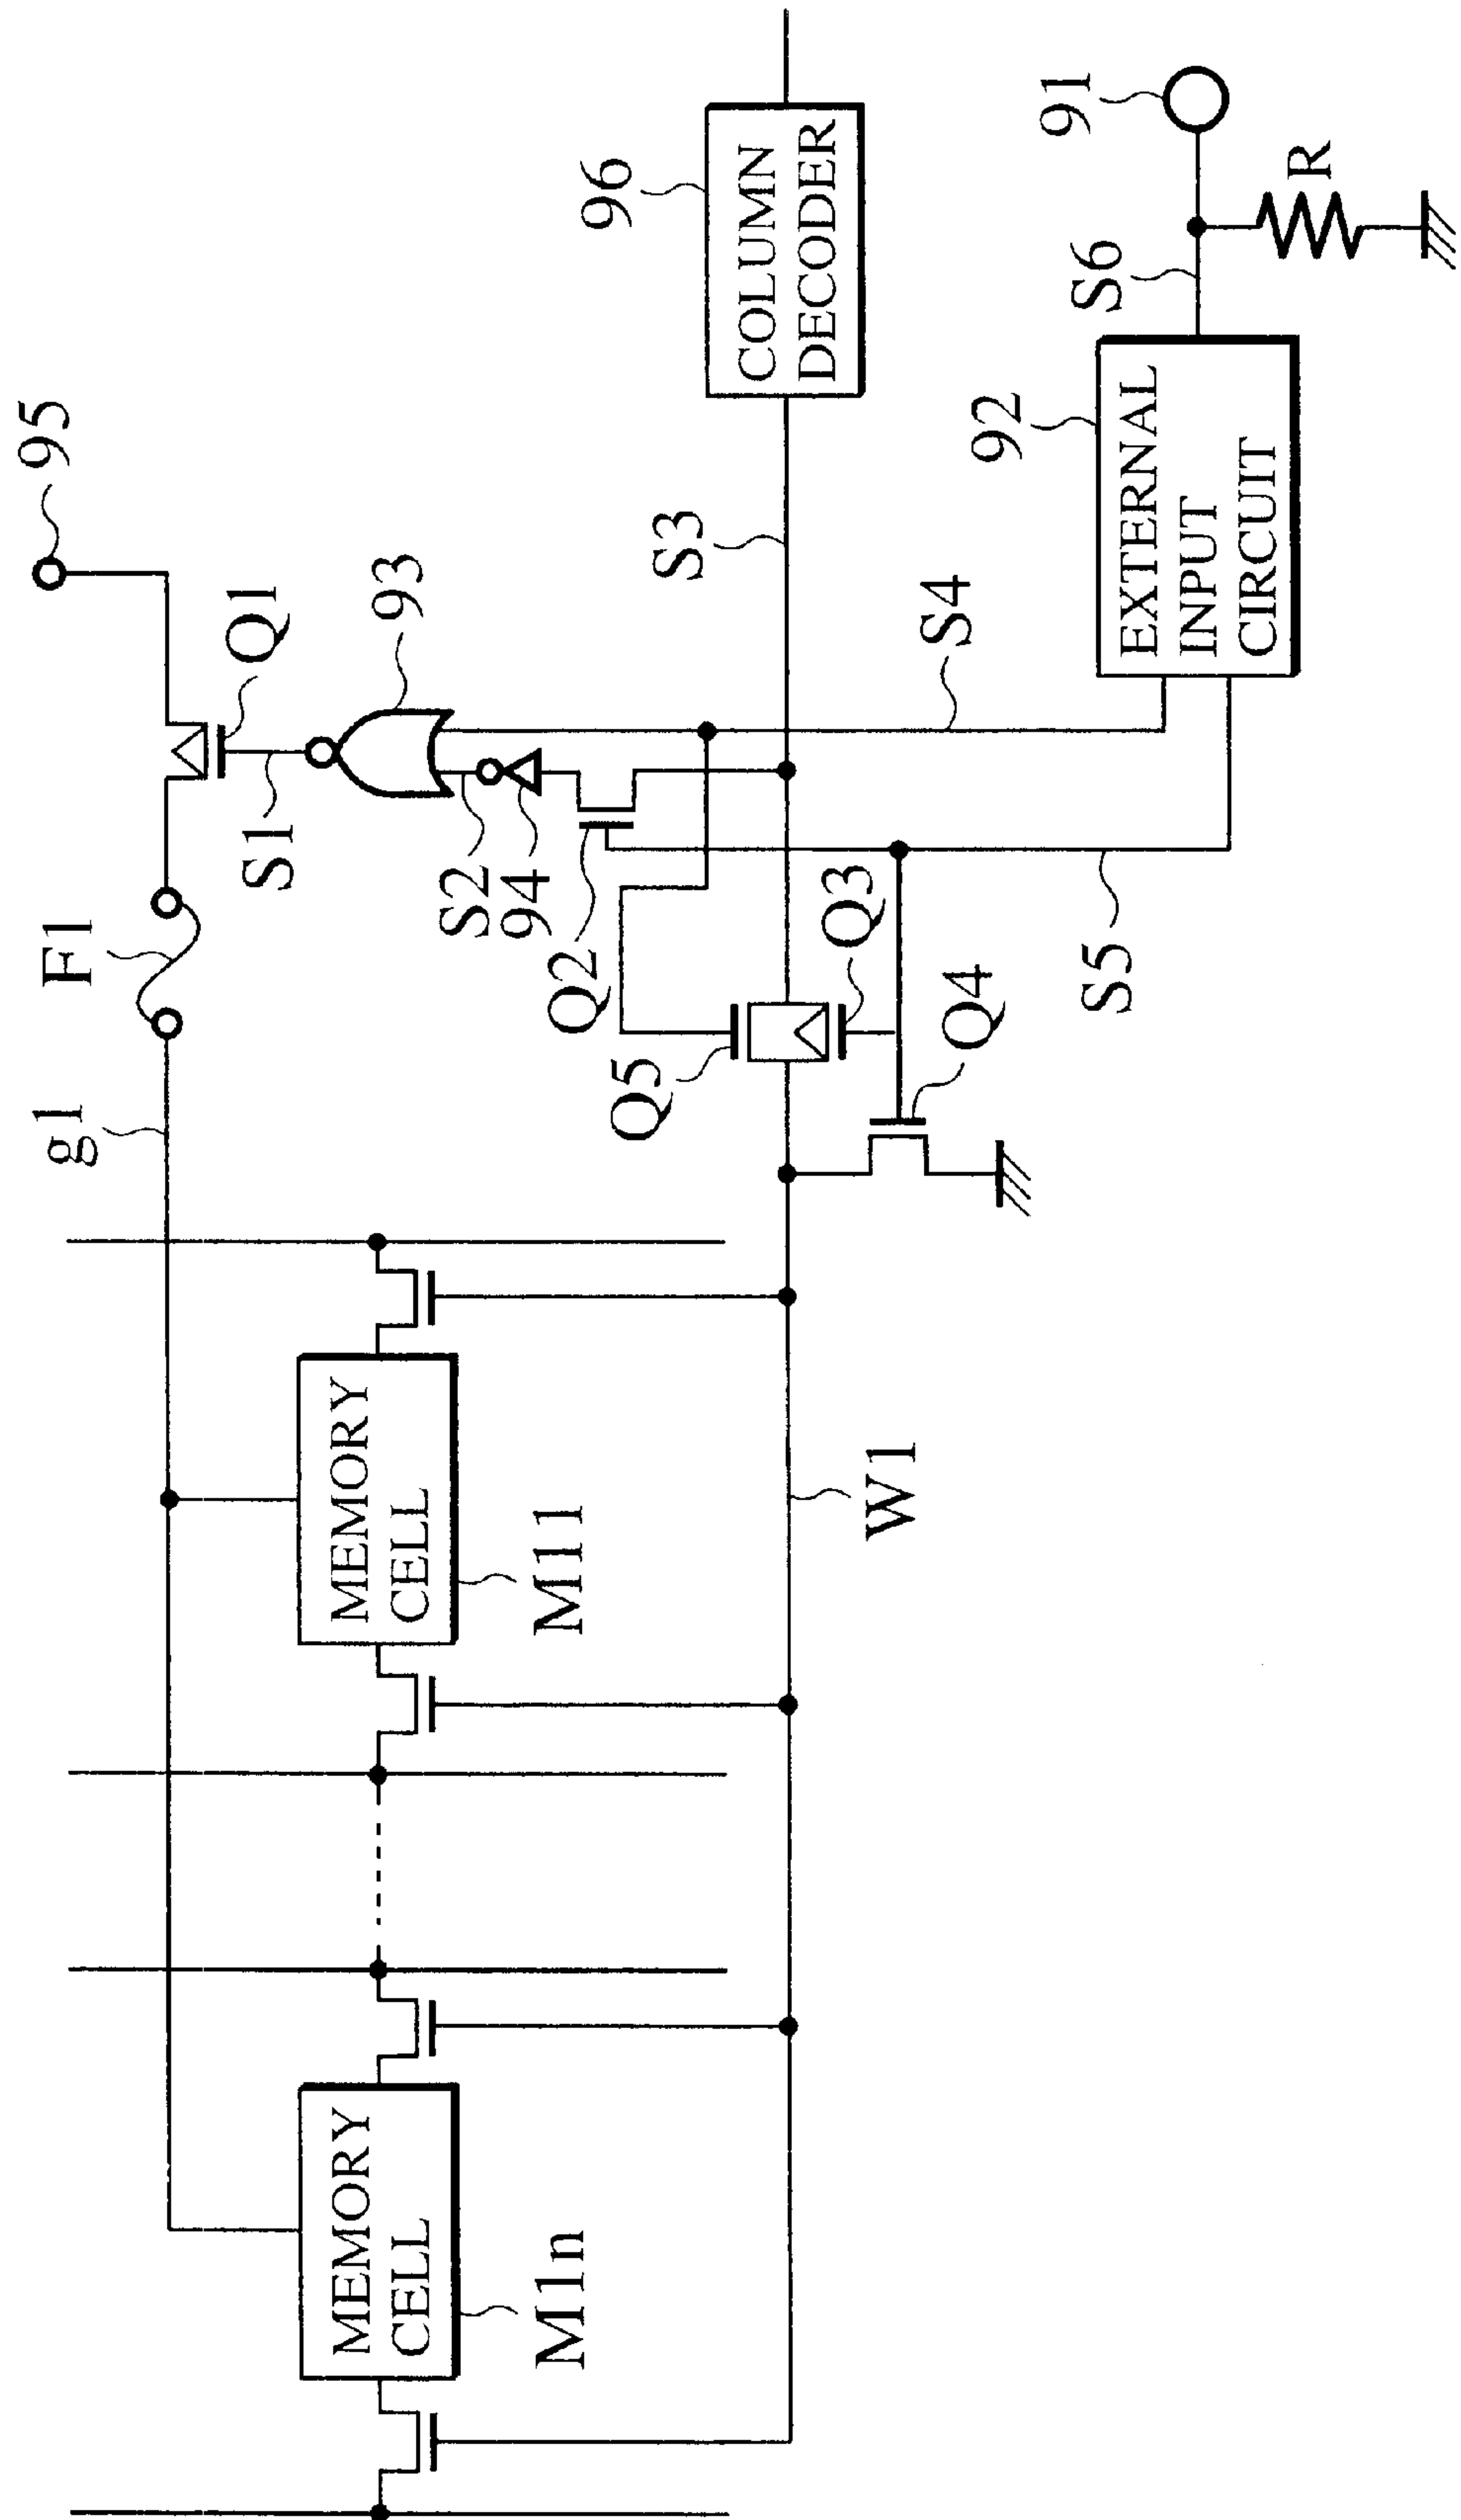 95
F1
g1
Q1
S1
93
S2
94
Q2
96
COLUMN
DECODER
S3
S4
Q5
Q3
Q4
S5
91
R
S6
92
EXTERNAL
INPUT
CIRCUIT
MEMORY
CELL
M11
W1
MEMORY
CELL
M1n